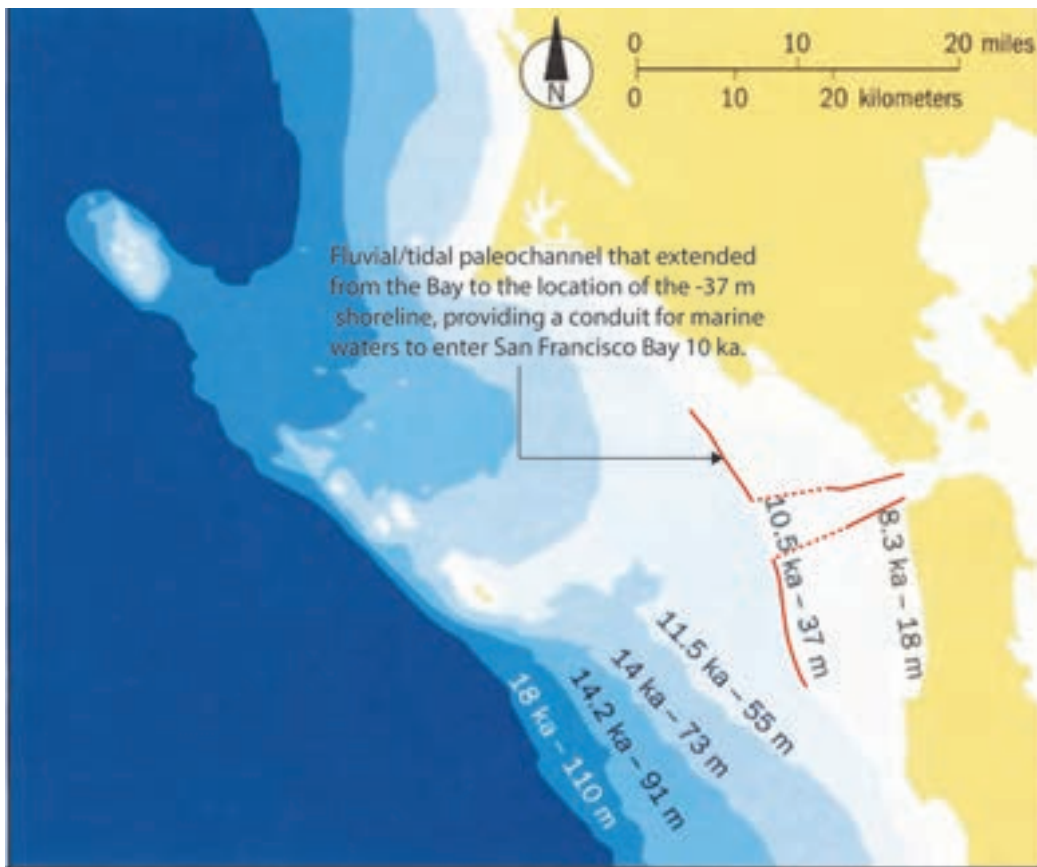 0 10 20 miles
0 10 20 kilometers
N
Fluvial/tidal paleochannel that extended
from the Bay to the location of the -37 m
shoreline, providing a conduit for marine
waters to enter San Francisco Bay 10 ka.
10.5 ka – 37 m
8.3 ka – 18 m
11.5 ka – 55 m
14 ka – 73 m
14.2 ka – 91 m
18 ka – 110 m